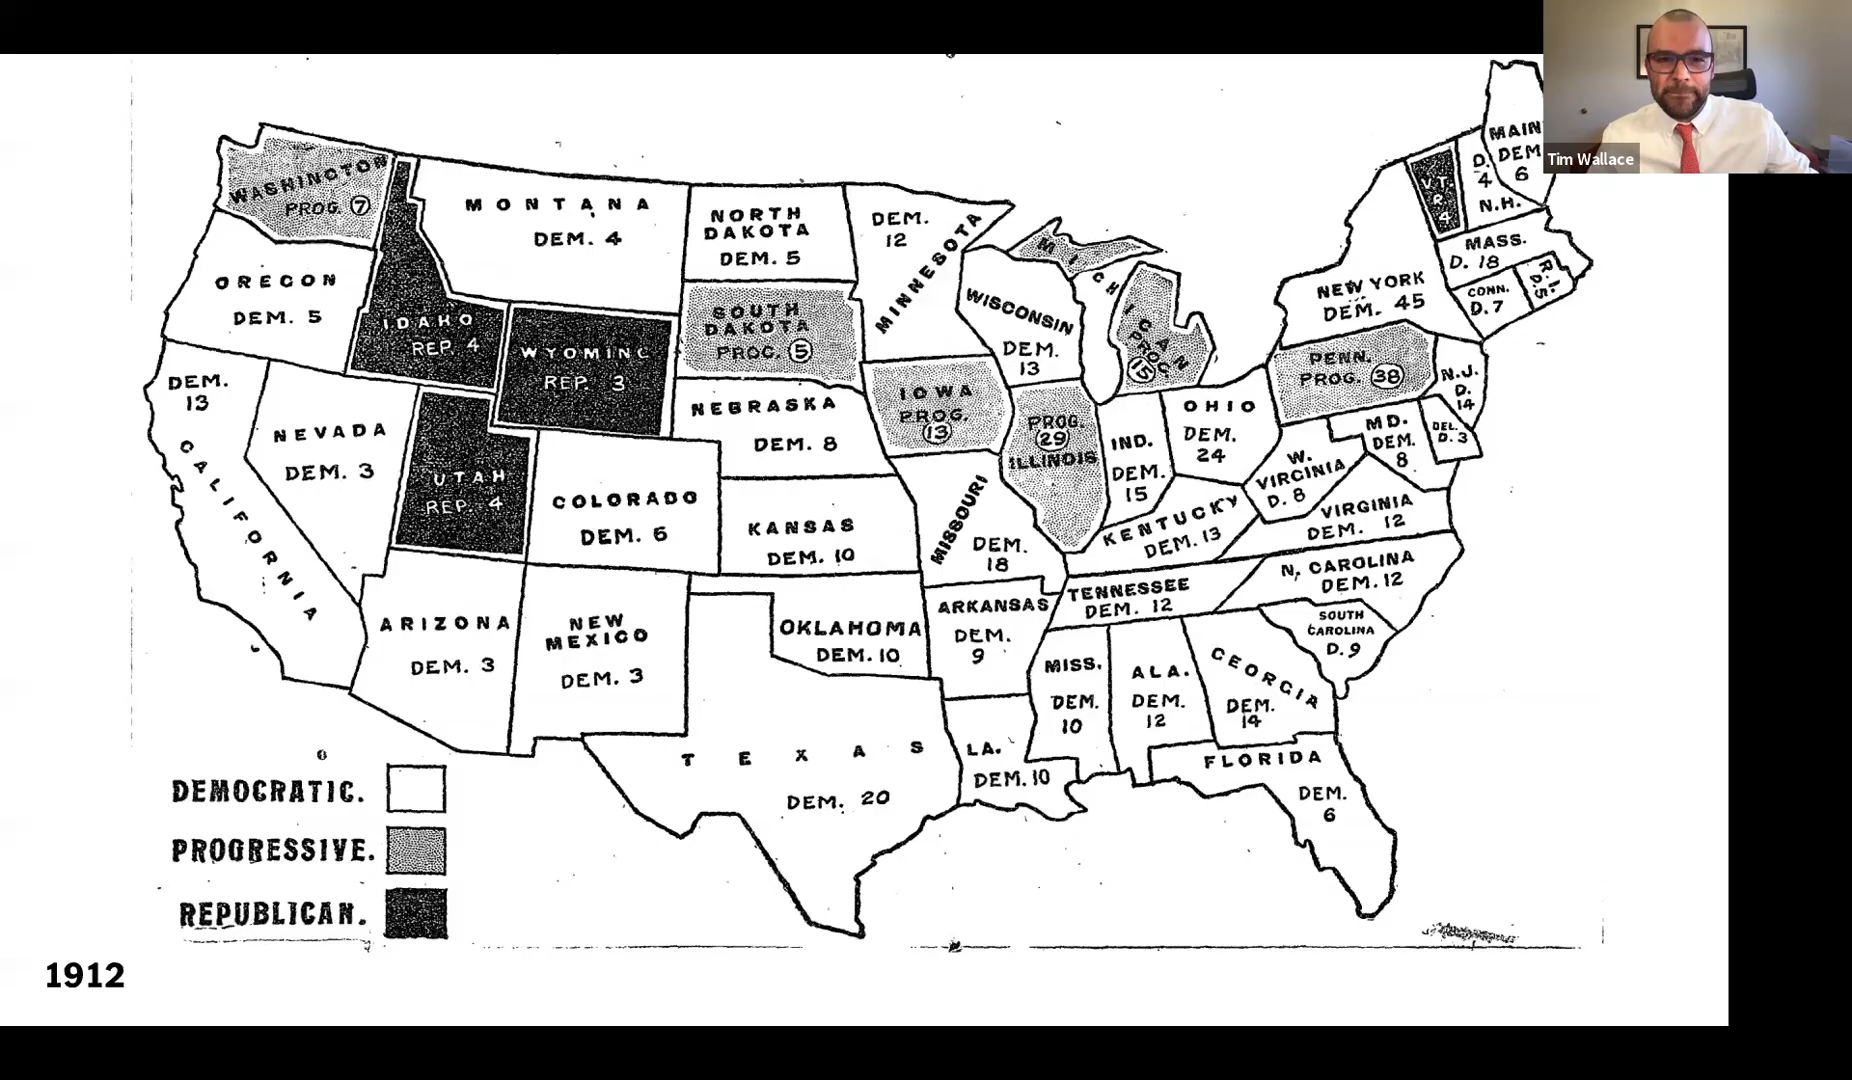 Tim Wallace
WASHINGTON
PROG. 7
MONTANA
DEM. 4
NORTH
DAKOTA
DEM. 5
DEM.
12
MINNESOTA
MICHIGAN
PROG.
15
VT.
R.
4
D.
4
N.H.
MAIN
DEM
6
OREGON
DEM. 5
IDAHO
REP. 4
WYOMING
REP. 3
SOUTH
DAKOTA
PROG. 5
WISCONSIN
DEM.
13
NEW YORK
DEM. 45
MASS.
D. 18
CONN.
D. 7
R.I.
D. 5
DEM.
13
CALIFORNIA
NEVADA
DEM. 3
UTAH
REP. 4
NEBRASKA
DEM. 8
IOWA
PROG.
13
PROG.
29
ILLINOIS
IND.
DEM.
15
OHIO
DEM.
24
PENN.
PROG. 38
N.J.
D.
14
MD.
DEM.
8
DEL.
D. 3
W.
VIRGINIA
D. 8
VIRGINIA
DEM. 12
COLORADO
DEM. 6
KANSAS
DEM. 10
MISSOURI
DEM.
18
KENTUCKY
DEM. 13
TENNESSEE
DEM. 12
N. CAROLINA
DEM. 12
SOUTH
CAROLINA
D. 9
ARIZONA
DEM. 3
NEW
MEXICO
DEM. 3
OKLAHOMA
DEM. 10
ARKANSAS
DEM.
9
MISS.
DEM.
10
ALA.
DEM.
12
GEORGIA
DEM.
14
TEXAS
DEM. 20
LA.
DEM. 10
FLORIDA
DEM.
6
DEMOCRATIC.
PROGRESSIVE.
REPUBLICAN.
1912